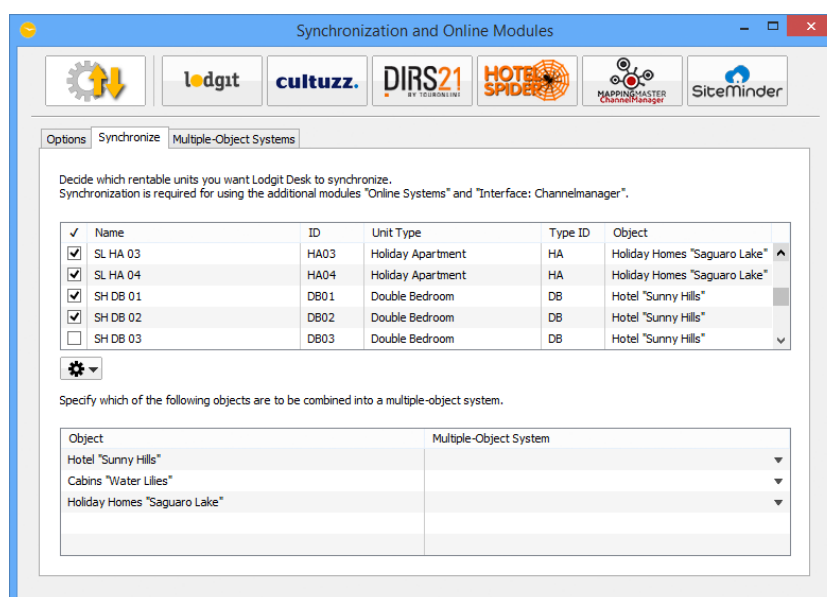 Synchronization and Online Modules
lodgit
cultuzz.
DIRS21
BY TOURONLINE
HOTEL
SPIDER
MAPPINGMASTER
ChannelManager
SiteMinder
Options Synchronize Multiple-Object Systems
Decide which rentable units you want Lodgit Desk to synchronize.
Synchronization is required for using the additional modules "Online Systems" and "Interface: Channelmanager".
✓ Name ID Unit Type Type ID Object
SL HA 03 HA03 Holiday Apartment HA Holiday Homes "Saguaro Lake"
SL HA 04 HA04 Holiday Apartment HA Holiday Homes "Saguaro Lake"
SH DB 01 DB01 Double Bedroom DB Hotel "Sunny Hills"
SH DB 02 DB02 Double Bedroom DB Hotel "Sunny Hills"
SH DB 03 DB03 Double Bedroom DB Hotel "Sunny Hills"
Specify which of the following objects are to be combined into a multiple-object system.
Object Multiple-Object System
Hotel "Sunny Hills"
Cabins "Water Lilies"
Holiday Homes "Saguaro Lake"